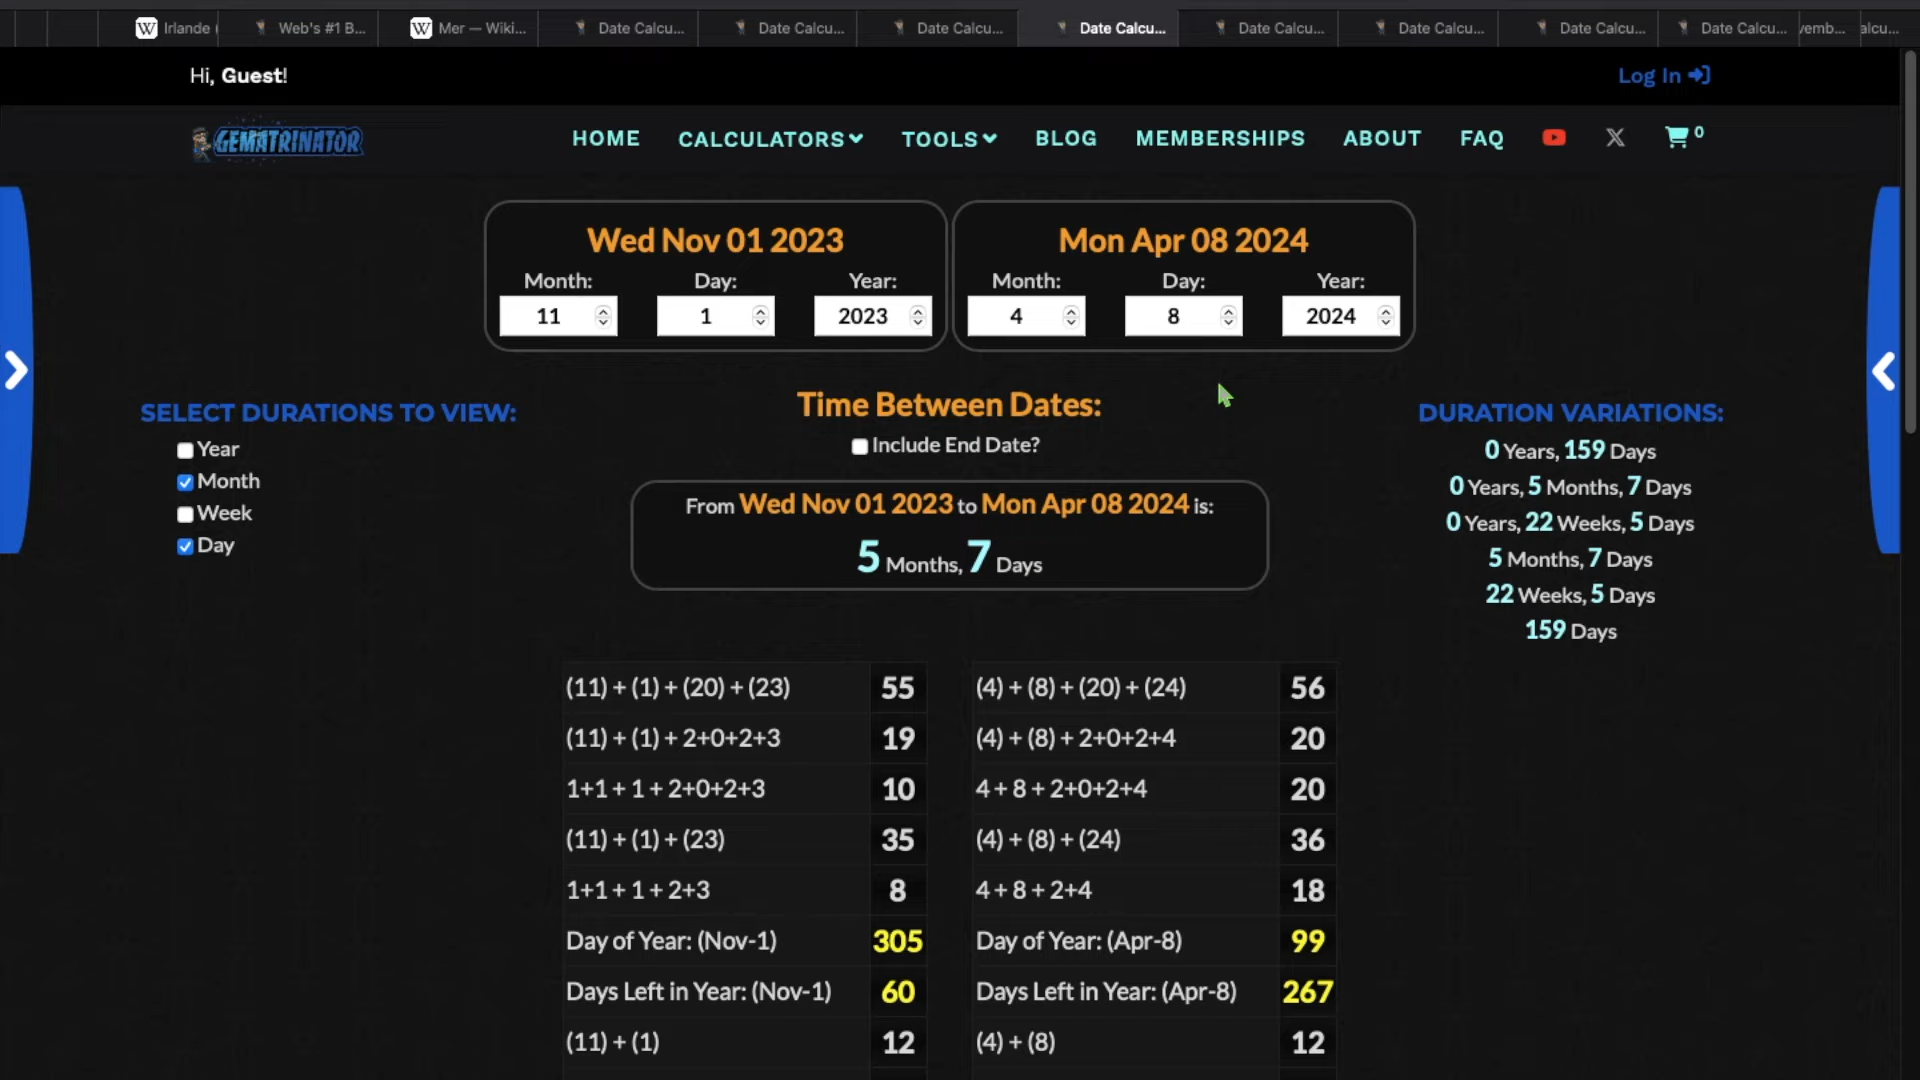 Irlande
Web's #1 B...
Mer — Wiki...
Date Calcu...
Date Calcu...
Date Calcu...
Date Calcu...
Date Calcu...
Date Calcu...
Date Calcu...
Date Calcu...
vemb...
alcu...
Hi, Guest!
Log In
GEMATRINATOR
HOME
CALCULATORS
TOOLS
BLOG
MEMBERSHIPS
ABOUT
FAQ
X
0
Wed Nov 01 2023
Month: Day: Year:
11 1 2023
Mon Apr 08 2024
Month: Day: Year:
4 8 2024
SELECT DURATIONS TO VIEW:
Year
Month
Week
Day
Time Between Dates:
Include End Date?
From Wed Nov 01 2023 to Mon Apr 08 2024 is:
5 Months, 7 Days
DURATION VARIATIONS:
0 Years, 159 Days
0 Years, 5 Months, 7 Days
0 Years, 22 Weeks, 5 Days
5 Months, 7 Days
22 Weeks, 5 Days
159 Days
(11) + (1) + (20) + (23) 55
(11) + (1) + 2+0+2+3 19
1+1 + 1 + 2+0+2+3 10
(11) + (1) + (23) 35
1+1 + 1 + 2+3 8
Day of Year: (Nov-1) 305
Days Left in Year: (Nov-1) 60
(11) + (1) 12
(4) + (8) + (20) + (24) 56
(4) + (8) + 2+0+2+4 20
4 + 8 + 2+0+2+4 20
(4) + (8) + (24) 36
4 + 8 + 2+4 18
Day of Year: (Apr-8) 99
Days Left in Year: (Apr-8) 267
(4) + (8) 12